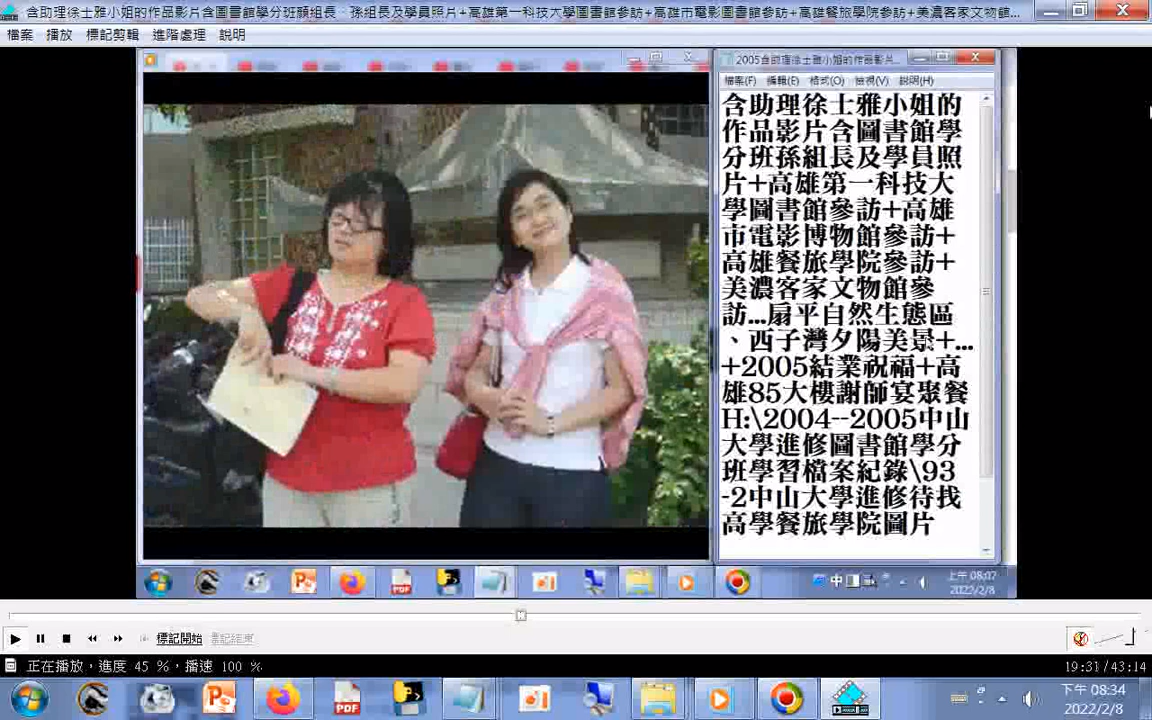 含助理徐士雅小姐的作品影片含圖書館學分班顧組長、孫組長及學員照片+高雄第一科技大學圖書館參訪+高雄市電影圖書館參訪+高雄餐旅學院參訪+美濃客家文物館...
檔案 播放 標記剪輯 進階處理 說明
2005含助理徐士雅小姐的作品影片...
檔案(F) 編輯(E) 格式(O) 檢視(V) 說明(H)
含助理徐士雅小姐的
作品影片含圖書館學
分班孫組長及學員照
片+高雄第一科技大
學圖書館參訪+高雄
市電影博物館參訪+
高雄餐旅學院參訪+
美濃客家文物館參
訪...扇平自然生態區
、西子灣夕陽美景+...
+2005結業祝福+高
雄85大樓謝師宴聚餐
H:\2004--2005中山
大學進修圖書館學分
班學習檔案紀錄\93
-2中山大學進修待找
高學餐旅學院圖片
中
上午 08:07
2022/2/8
標記開始 標記結束
正在播放，進度 45 %，播速 100 %
19:31/43:14
PDF
下午 08:34
2022/2/8